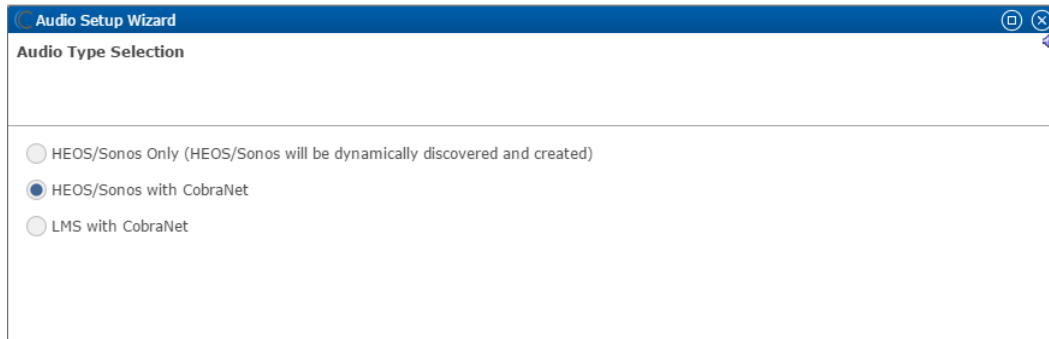 Audio Setup Wizard
Audio Type Selection
HEOS/Sonos Only (HEOS/Sonos will be dynamically discovered and created)
HEOS/Sonos with CobraNet
LMS with CobraNet